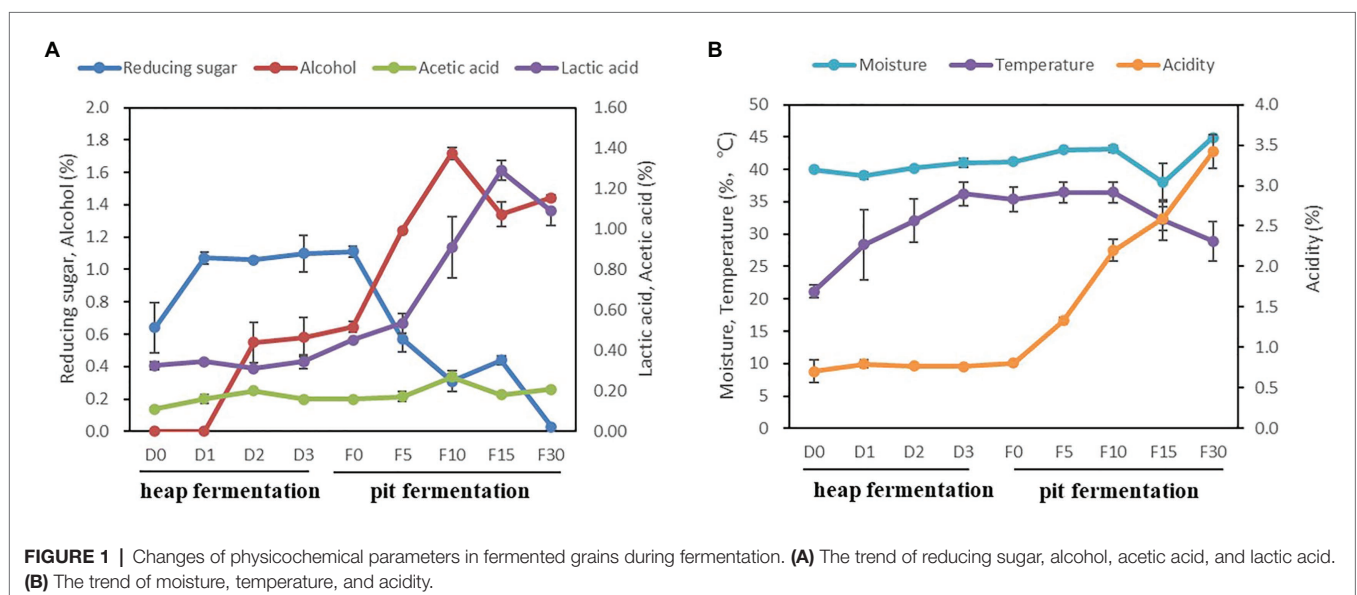 A
Reducing sugar Alcohol Acetic acid Lactic acid
Reducing sugar, Alcohol (%)
2.0
1.8
1.6
1.4
1.2
1.0
0.8
0.6
0.4
0.2
0.0
1.60
1.40
1.20
1.00
0.80
0.60
0.40
0.20
0.00
Lactic acid, Acetic acid (%)
D0 D1 D2 D3 F0 F5 F10 F15 F30
heap fermentation pit fermentation
B
Moisture Temperature Acidity
Moisture, Temperature (%, °C)
50
45
40
35
30
25
20
15
10
5
0
4.0
3.5
3.0
2.5
2.0
1.5
1.0
0.5
0.0
Acidity (%)
D0 D1 D2 D3 F0 F5 F10 F15 F30
heap fermentation pit fermentation
FIGURE 1 | Changes of physicochemical parameters in fermented grains during fermentation. (A) The trend of reducing sugar, alcohol, acetic acid, and lactic acid.
(B) The trend of moisture, temperature, and acidity.